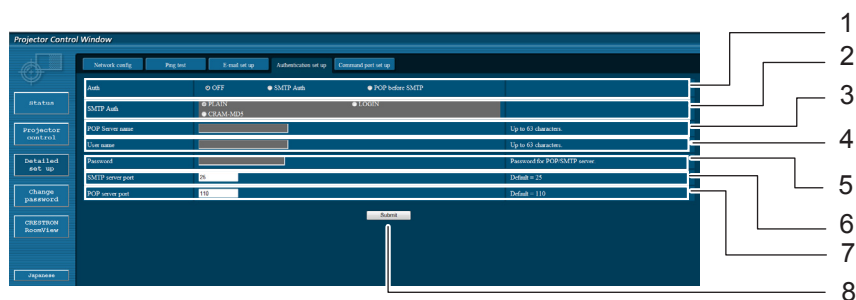 Projector Control Window
Network config Ping test E-mail set up Authentication set up Command port set up
Status
Projector control
Detailed set up
Change password
CRESTRON RoomView
Japanese
Auth OFF SMTP Auth POP before SMTP
SMTP Auth PLAIN LOGIN
CRAM-MD5
POP Server name Up to 63 characters.
User name Up to 63 characters.
Password Password for POP/SMTP server
SMTP server port 26 Default = 25
POP server port 110 Default = 110
Submit
1
2
3
4
5
6
7
8